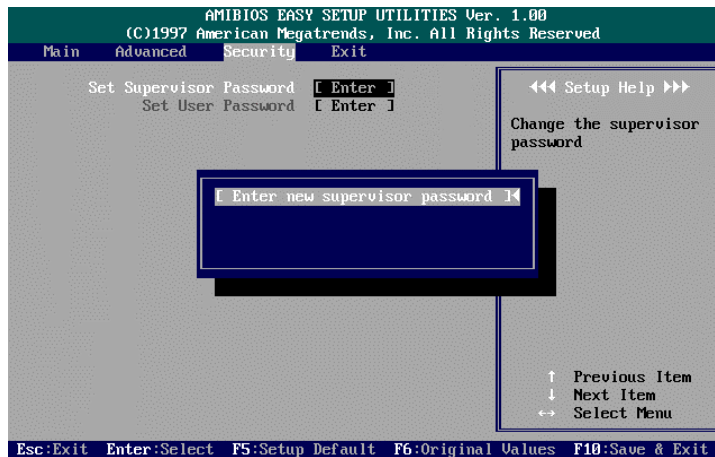 AMIBIOS EASY SETUP UTILITIES Ver. 1.00
(C)1997 American Megatrends, Inc. All Rights Reserved
Main Advanced Security Exit
Set Supervisor Password [ Enter ]
Set User Password [ Enter ]
◄◄◄ Setup Help ►►►
Change the supervisor
password
[ Enter new supervisor password ]◄
↑ Previous Item
↓ Next Item
↔ Select Menu
Esc:Exit Enter:Select F5:Setup Default F6:Original Values F10:Save & Exit